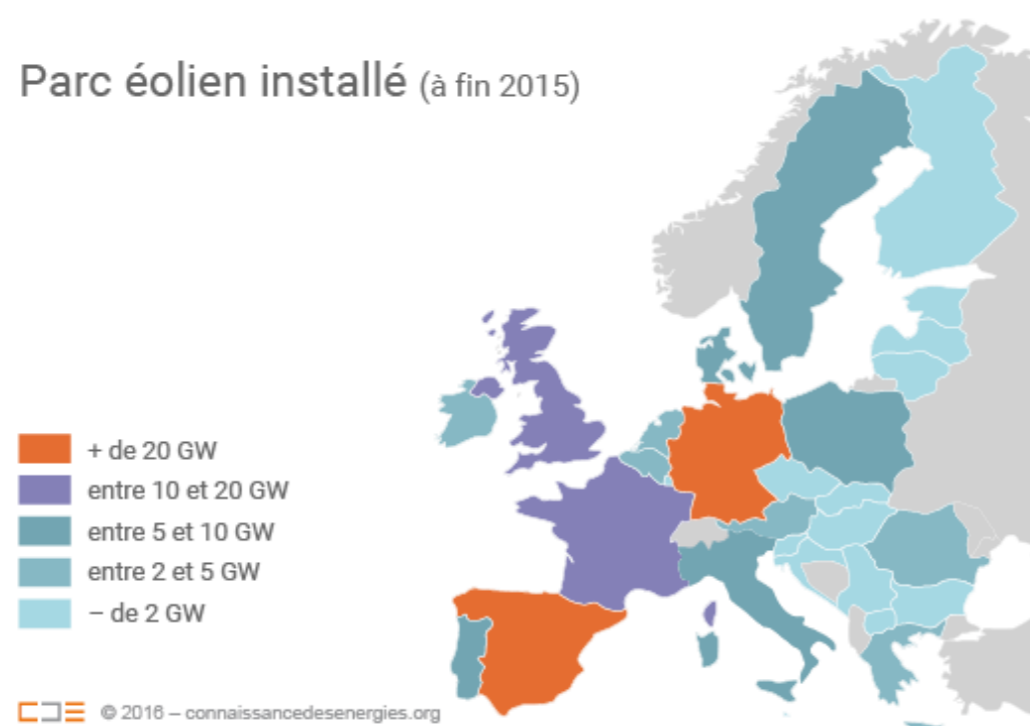 Parc éolien installé (à fin 2015)
+ de 20 GW
entre 10 et 20 GW
entre 5 et 10 GW
entre 2 et 5 GW
– de 2 GW
© 2016 – connaissancedesenergies.org